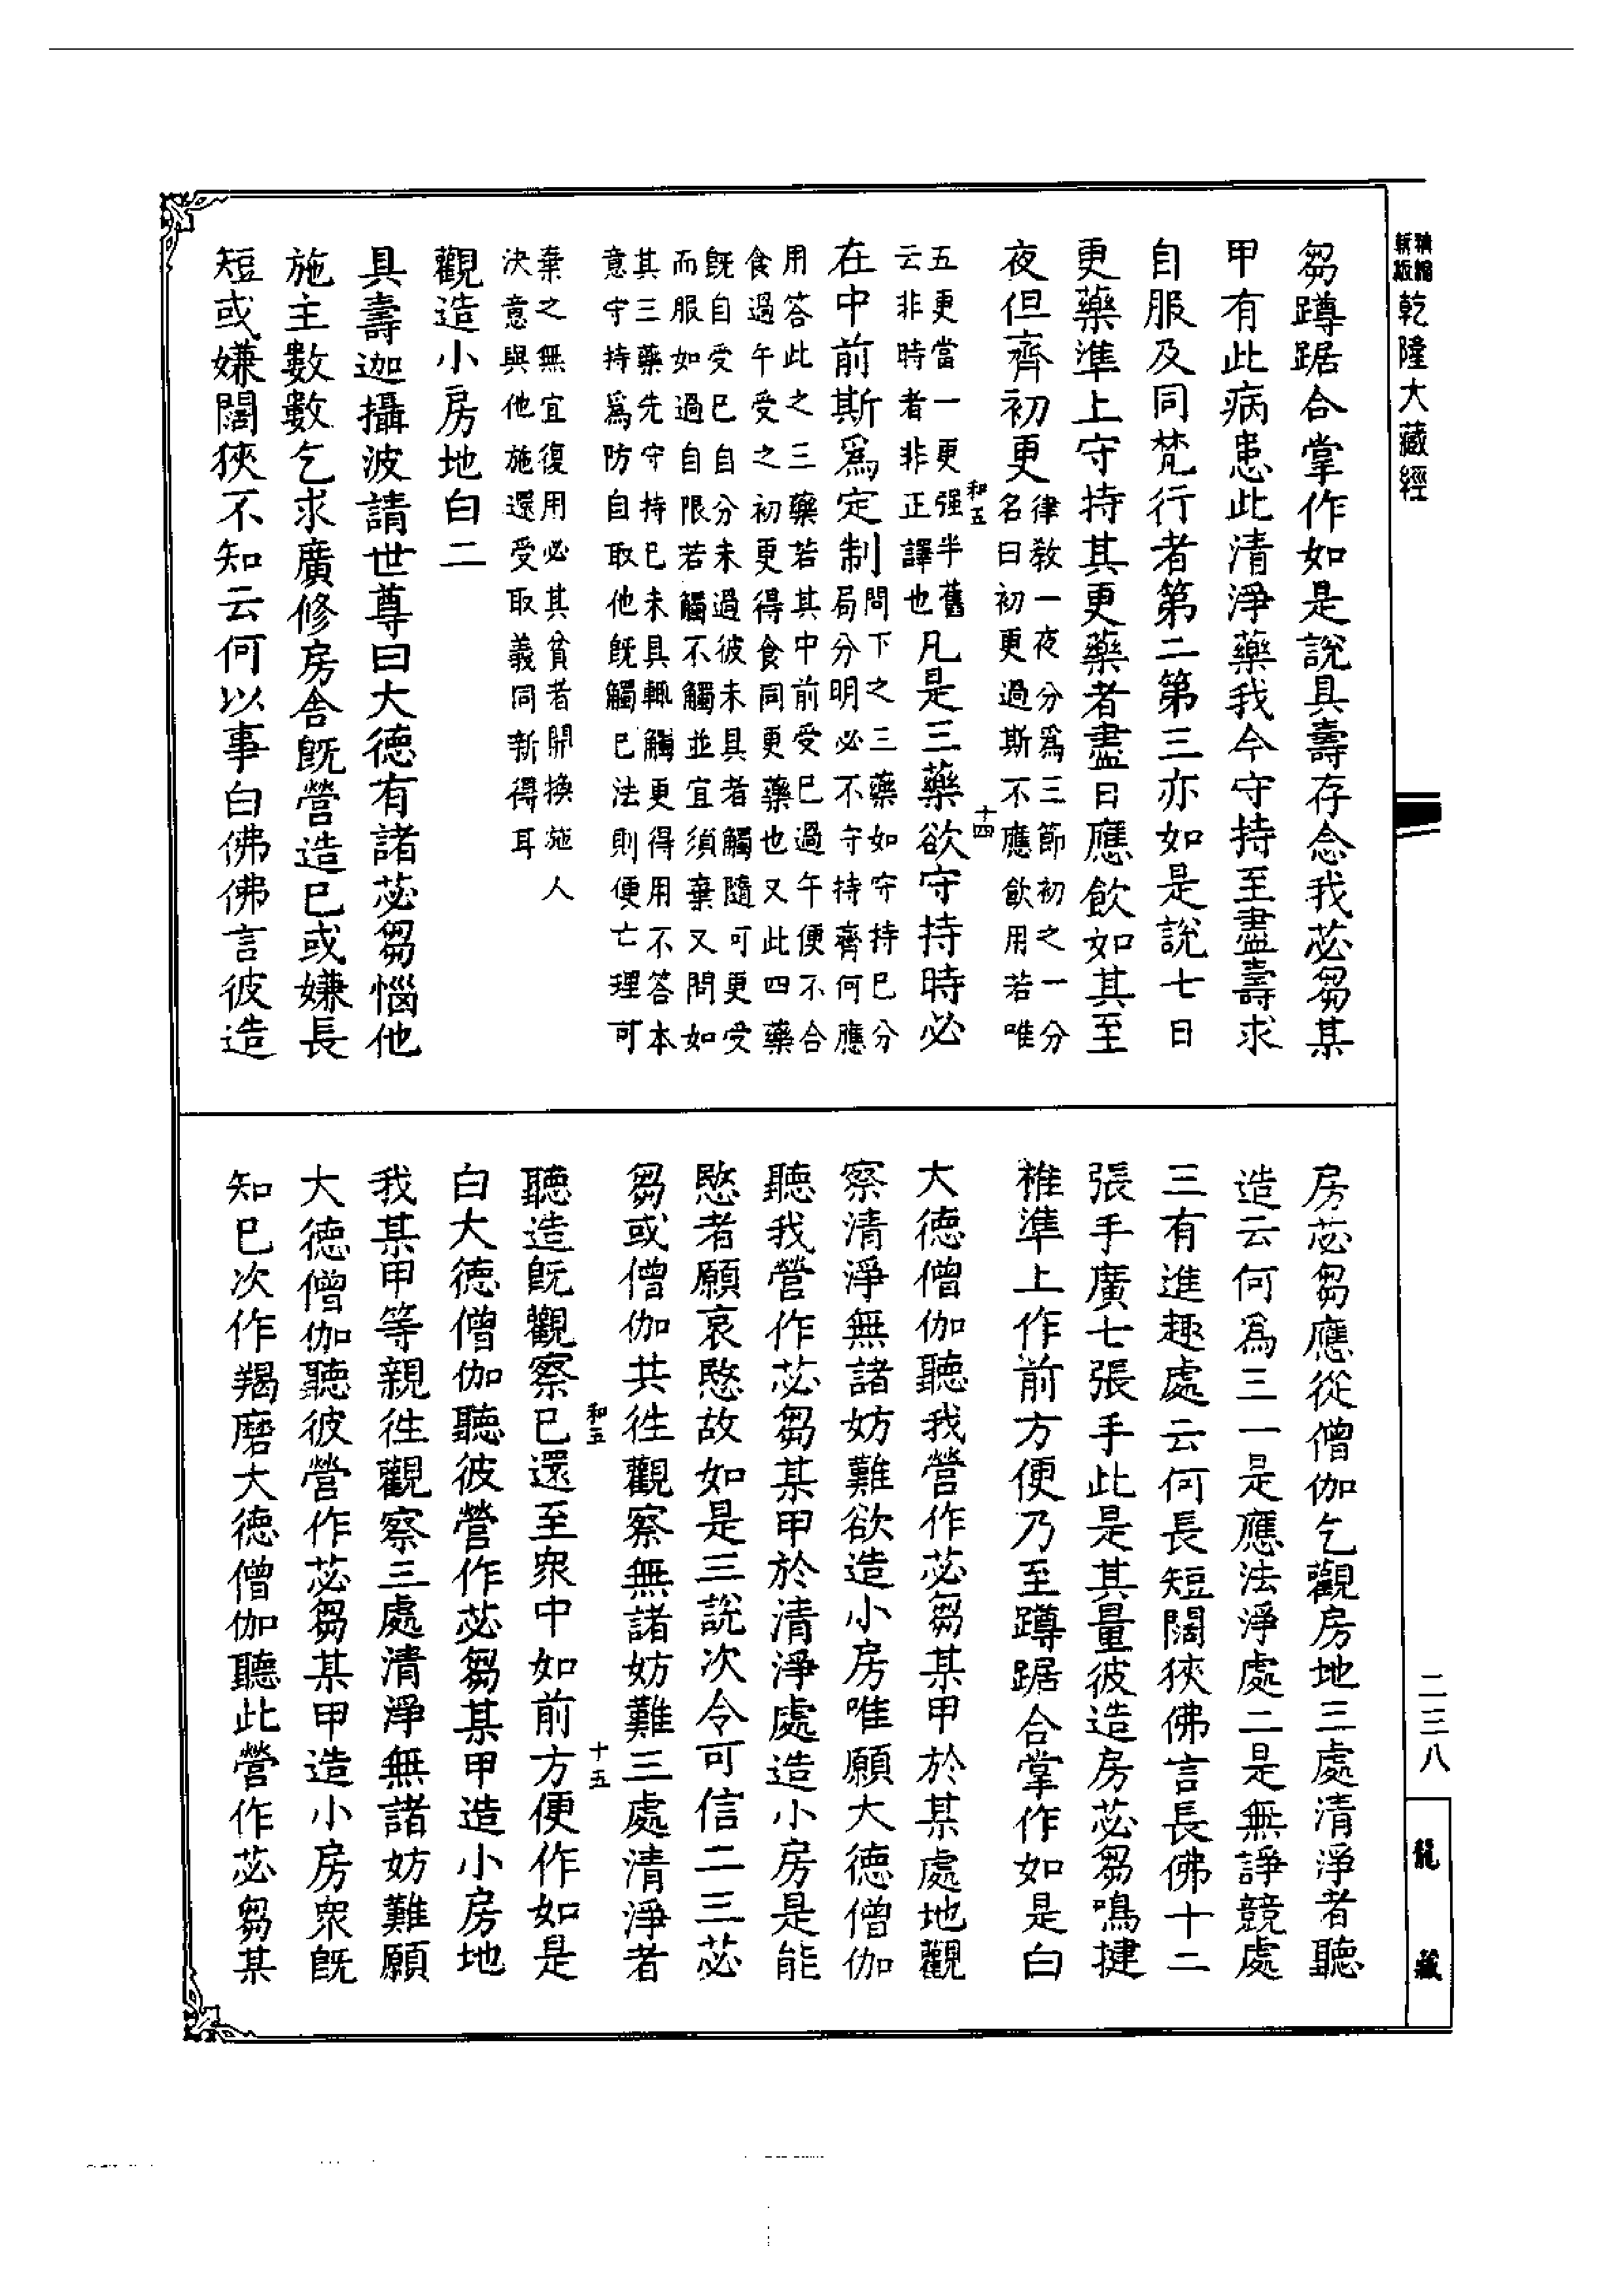 精縮新版
乾隆大藏經
芻蹲踞合掌作如是說具壽存念我苾芻某
甲有此病患此清淨藥我今守持至盡壽求
自服及同梵行者第二第三亦如是說七日
更藥準上守持其更藥者盡日應飲如其至
夜但齊初更律教一夜分爲三節初之一分
名曰初更過斯不應飲用若唯
五更當一更强半舊
云非時者非正譯也凡是三藥欲守持時必
在中前斯爲定制問下之三藥如守持已分
局分明必不守持齊何應
用答此之三藥若其中前受已過午便不合
食過午受之初更得食同更藥也又此四藥
旣自受已自分未過彼未具者觸隨可更受
而服如過自限若觸不觸並宜須棄又問如
其三藥先守持已未具輒觸更得用不答本
意守持爲防自取他旣觸已法則便亡理可
棄之無宜復用必其貧者開換施人
決意與他施還受取義同新得耳
觀造小房地白二
具壽迦攝波請世尊曰大德有諸苾芻惱他
施主數數乞求廣修房舍旣營造已或嫌長
短或嫌闊狹不知云何以事白佛佛言彼造
房苾芻應從僧伽乞觀房地三處清淨者聽
造云何爲三一是應法淨處二是無諍競處
三有進趣處云何長短闊狹佛言長佛十二
張手廣七張手此是其量彼造房苾芻鳴揵
椎準上作前方便乃至蹲踞合掌作如是白
大德僧伽聽我營作苾芻某甲於某處地觀
察清淨無諸妨難欲造小房唯願大德僧伽
聽我營作苾芻某甲於清淨處造小房是能
愍者願哀愍故如是三說次令可信二三苾
芻或僧伽共徃觀察無諸妨難三處清淨者
聽造旣觀察已還至衆中如前方便作如是
白大德僧伽聽彼營作苾芻某甲造小房地
我某甲等親徃觀察三處清淨無諸妨難願
大德僧伽聽彼營作苾芻某甲造小房衆旣
知已次作羯磨大德僧伽聽此營作苾芻某
和五
十四
和五
十五
二三八
龍藏